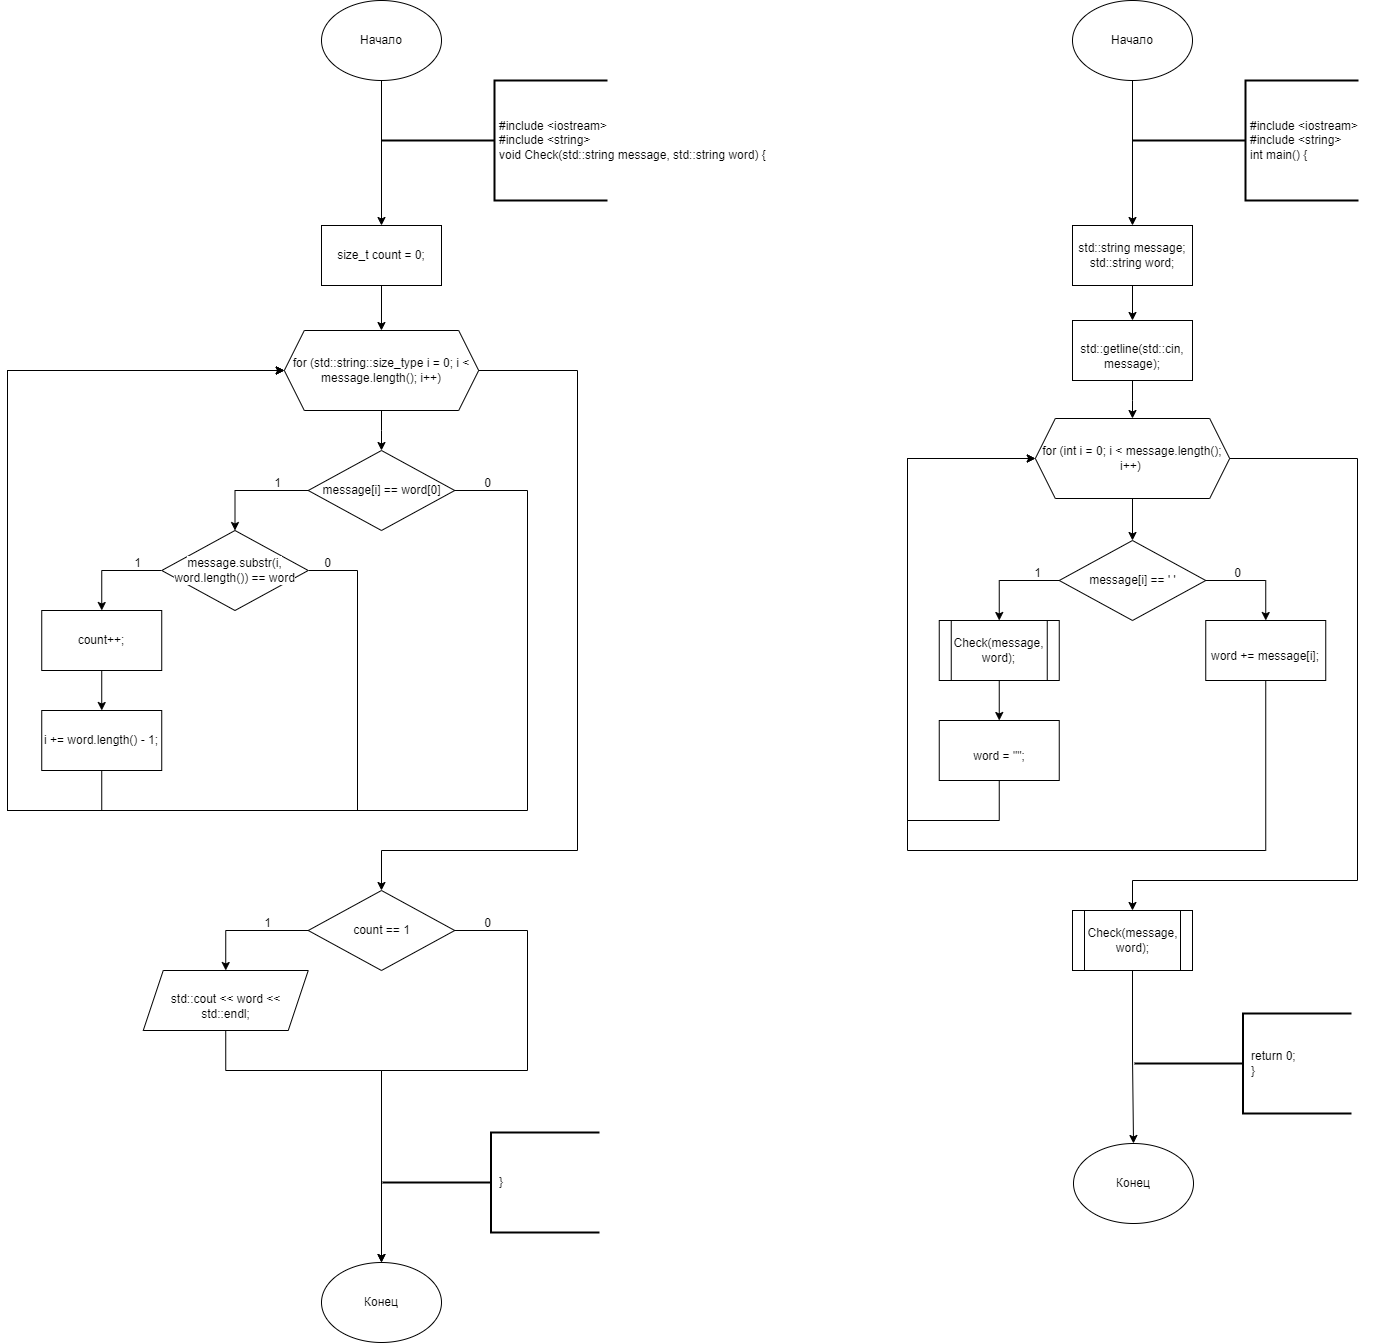 Начало
#include <iostream>
#include <string>
void Check(std::string message, std::string word) {
size_t count = 0;
for (std::string::size_type i = 0; i <
message.length(); i++)
message[i] == word[0]
1
0
message.substr(i,
word.length()) == word
1
0
count++;
i += word.length() - 1;
count == 1
1
0
std::cout << word <<
std::endl;
}
Конец
Начало
#include <iostream>
#include <string>
int main() {
std::string message;
std::string word;
std::getline(std::cin,
message);
for (int i = 0; i < message.length();
i++)
message[i] == ' '
1
0
Check(message,
word);
word += message[i];
word = "";
Check(message,
word);
return 0;
}
Конец